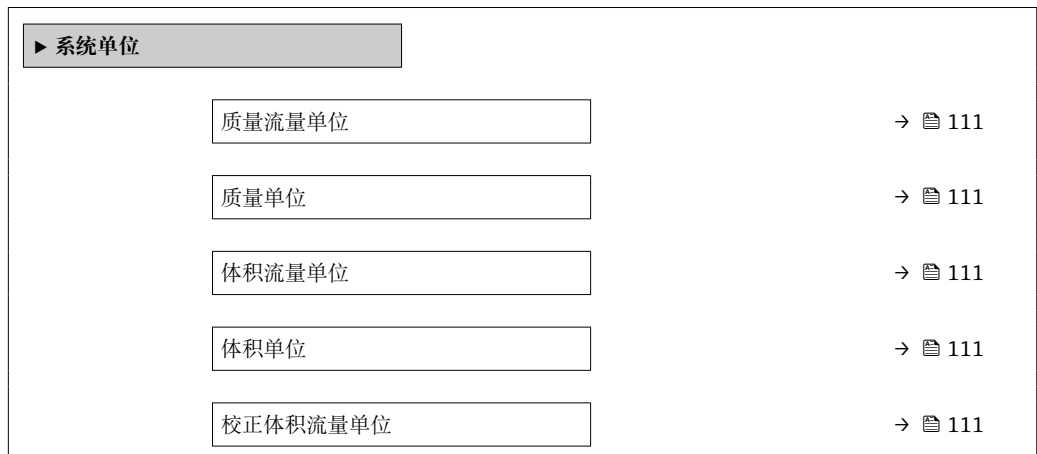 ▶ 系统单位
质量流量单位 → 🖹 111
质量单位 → 🖹 111
体积流量单位 → 🖹 111
体积单位 → 🖹 111
校正体积流量单位 → 🖹 111